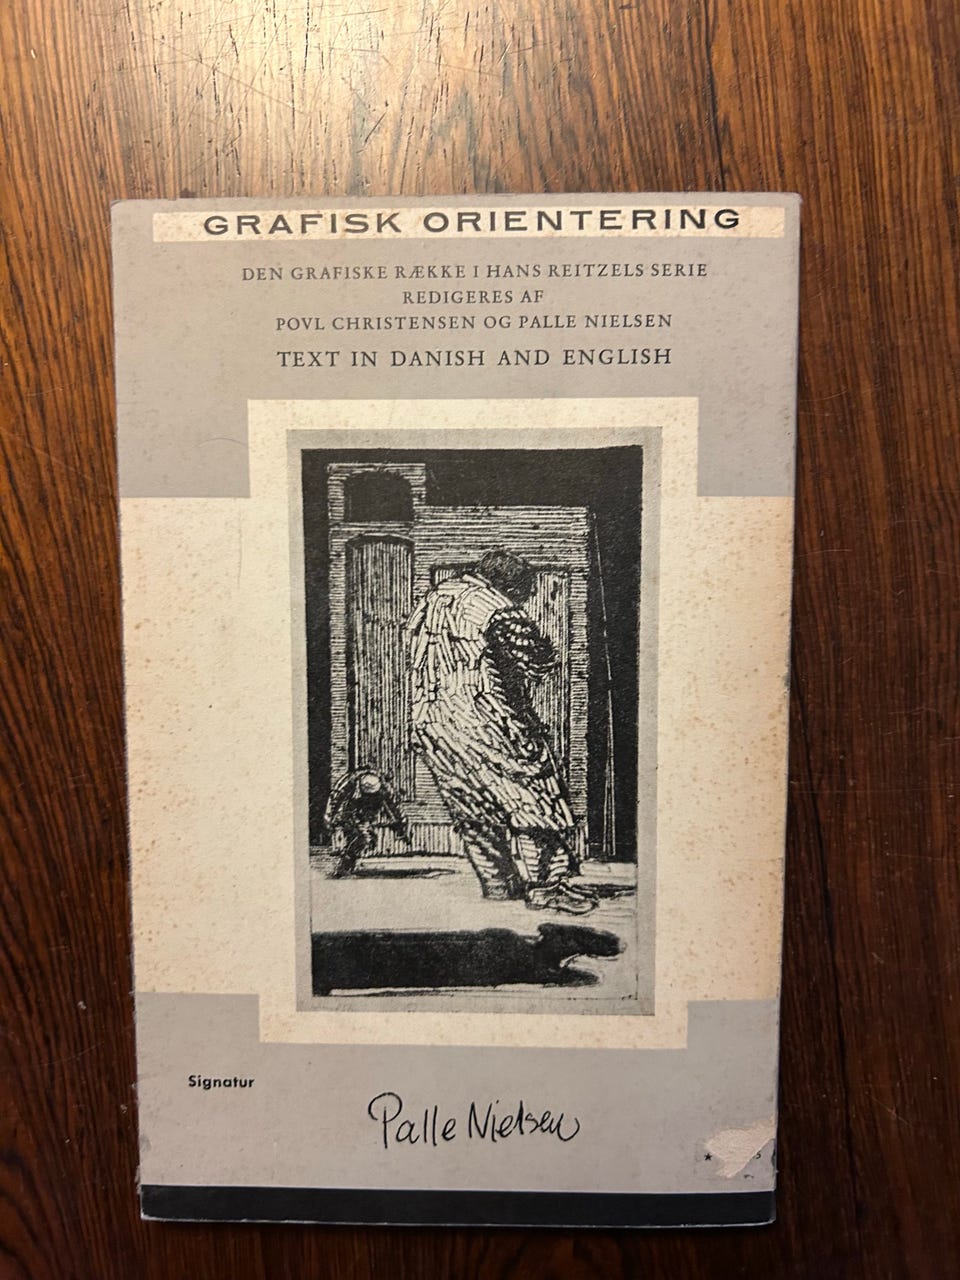 GRAFISK ORIENTERING
DEN GRAFISKE RÆKKE I HANS REITZELS SERIE
REDIGERES AF
POVL CHRISTENSEN OG PALLE NIELSEN
TEXT IN DANISH AND ENGLISH
Signatur
Palle Nielsen